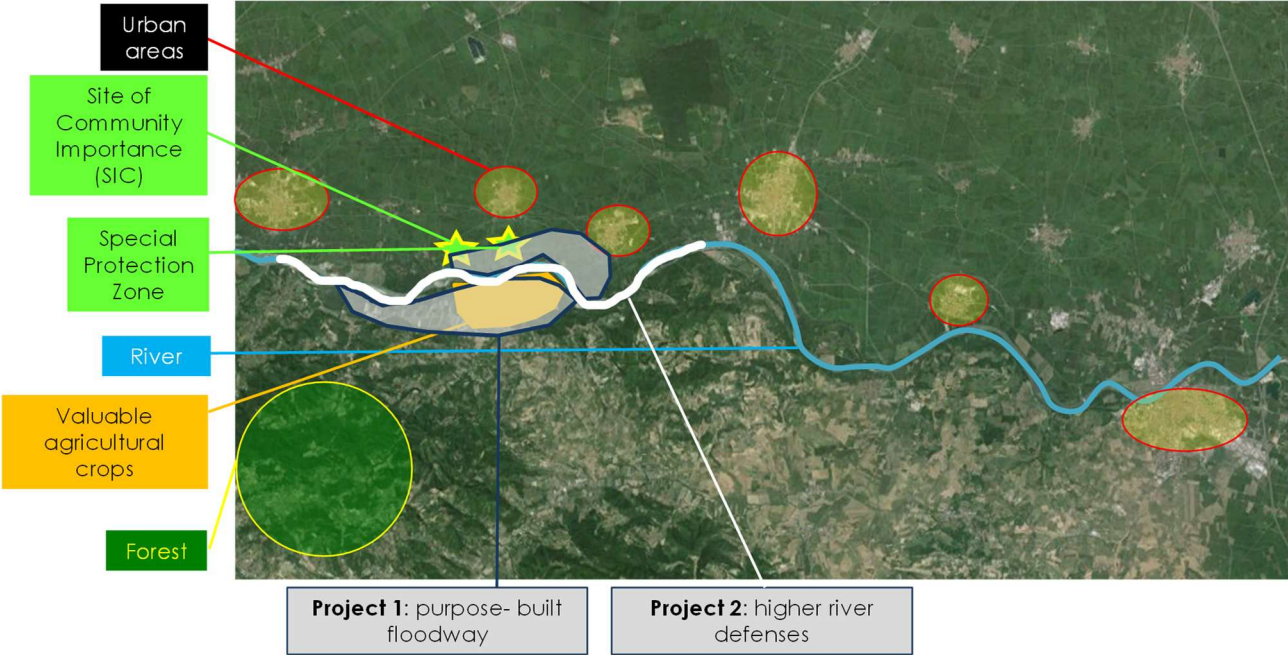 Urban
areas
Site of
Community
Importance
(SIC)
Special
Protection
Zone
River
Valuable
agricultural
crops
Forest
Project 1: purpose- built
floodway
Project 2: higher river
defenses